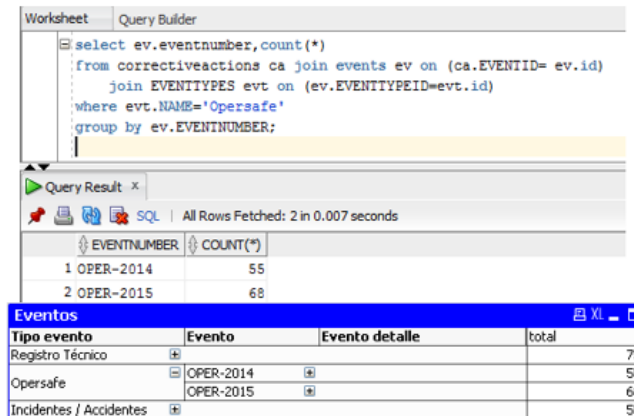 Worksheet Query Builder
select ev.eventnumber,count(*)
from correctiveactions ca join events ev on (ca.EVENTID= ev.id)
join EVENTTYPES evt on (ev.EVENTTYPEID=evt.id)
where evt.NAME='Opersafe'
group by ev.EVENTNUMBER;
Query Result x
SQL | All Rows Fetched: 2 in 0.007 seconds
EVENTNUMBER COUNT(*)
1 OPER-2014 55
2 OPER-2015 68
Eventos XL
Tipo evento Evento Evento detalle total
Registro Técnico
Opersafe OPER-2014
OPER-2015
Incidentes / Accidentes